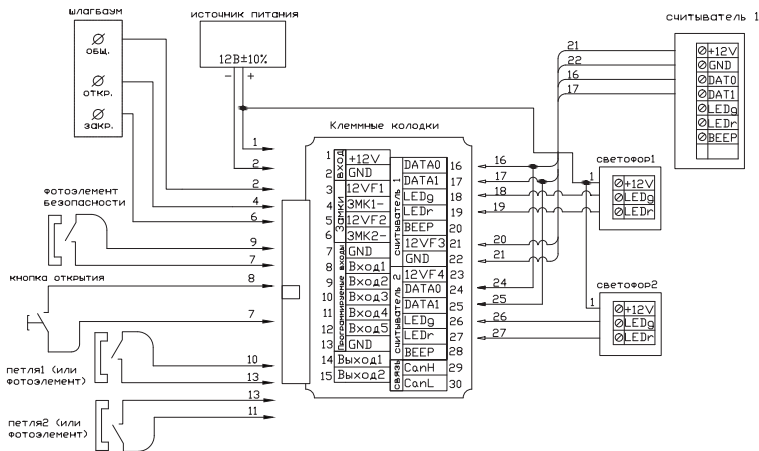 шлагбаум
общ.
откр.
закр.
источник питания
12В±10%
− +
считыватель 1
21
22
16
17
+12V
GND
DAT0
DAT1
LEDg
LEDr
BEEP
Клеммные колодки
1
2
2
4
6
фотоэлемент
безопасности
9
7
кнопка открытия
8
7
петля1 (или
фотоэлемент)
10
13
петля2 (или
фотоэлемент)
13
11
вход
Замки
Программируемые входы
1 +12V
2 GND
3 12VF1
4 ЗМК1-
5 12VF2
6 ЗМК2-
7 GND
8 Вход1
9 Вход2
10 Вход3
11 Вход4
12 Вход5
13 GND
14 Выход1
15 Выход2
считыватель 1
считыватель 2
связь
DATA0 16
DATA1 17
LEDg 18
LEDr 19
BEEP 20
12VF3 21
GND 22
12VF4 23
DATA0 24
DATA1 25
LEDg 26
LEDr 27
BEEP 28
CanH 29
CanL 30
16
17
18
19
20
21
24
25
26
27
светофор1
1
+12V
LEDg
LEDr
светофор2
1
+12V
LEDg
LEDr